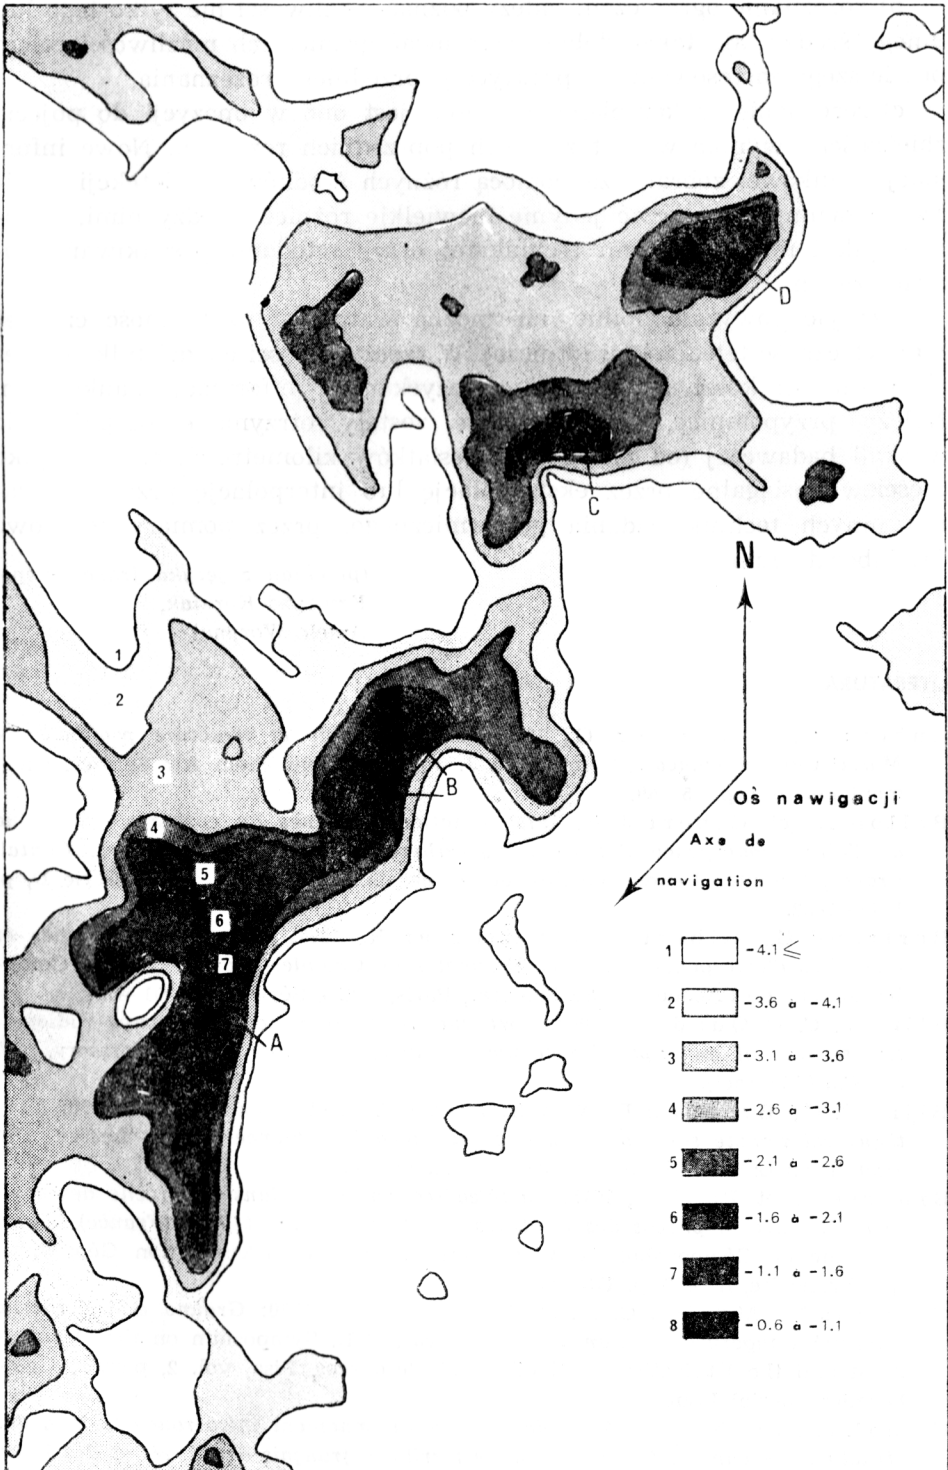 D
C
N
1
2
3
B
4
5
6
7
A
Oś nawigacji
Axe de
navigation
1 -4.1 ≤
2 -3.6 à -4.1
3 -3.1 à -3.6
4 -2.6 à -3.1
5 -2.1 à -2.6
6 -1.6 à -2.1
7 -1.1 à -1.6
8 -0.6 à -1.1